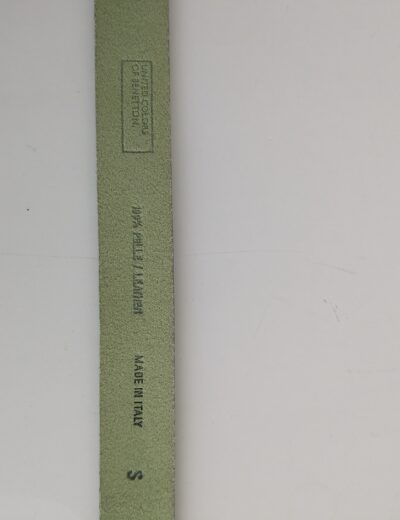 UNITED COLORS
OF BENETTON.
100% PELLE / LEATHER
MADE IN ITALY
S